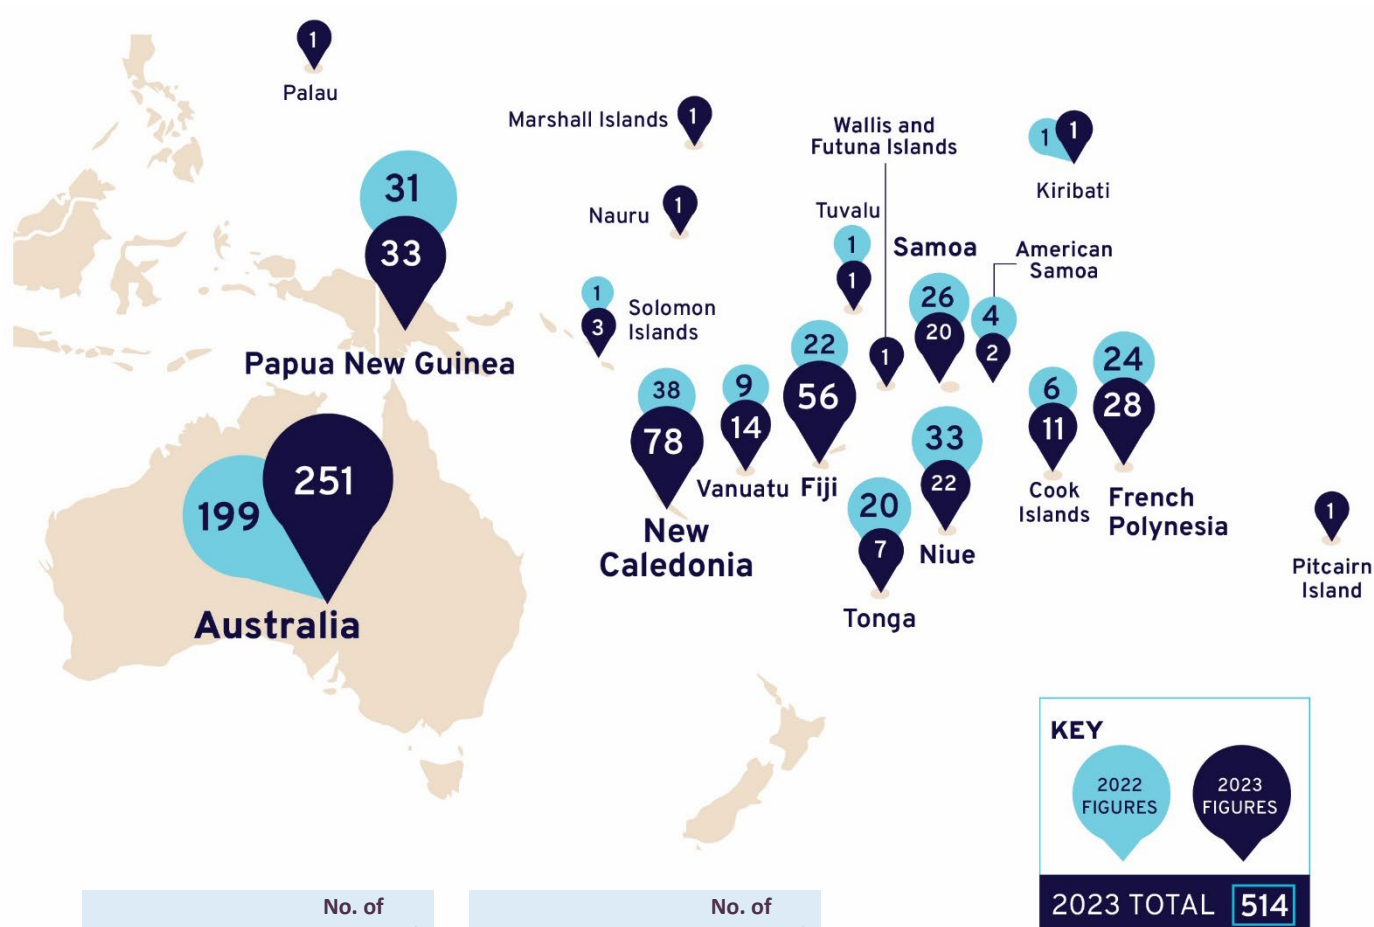 1
Palau
Marshall Islands
1
Wallis and
Futuna Islands
1
1
Kiribati
31
33
Papua New Guinea
Nauru
1
Tuvalu
1
1
Samoa
26
20
American
Samoa
4
2
1
3
Solomon
Islands
1
38
78
New
Caledonia
9
14
Vanuatu
22
56
Fiji
6
11
Cook
Islands
24
28
French
Polynesia
199
251
Australia
20
7
Tonga
33
22
Niue
1
Pitcairn
Island
KEY
2022
FIGURES
2023
FIGURES
2023 TOTAL 514
No. of
No. of